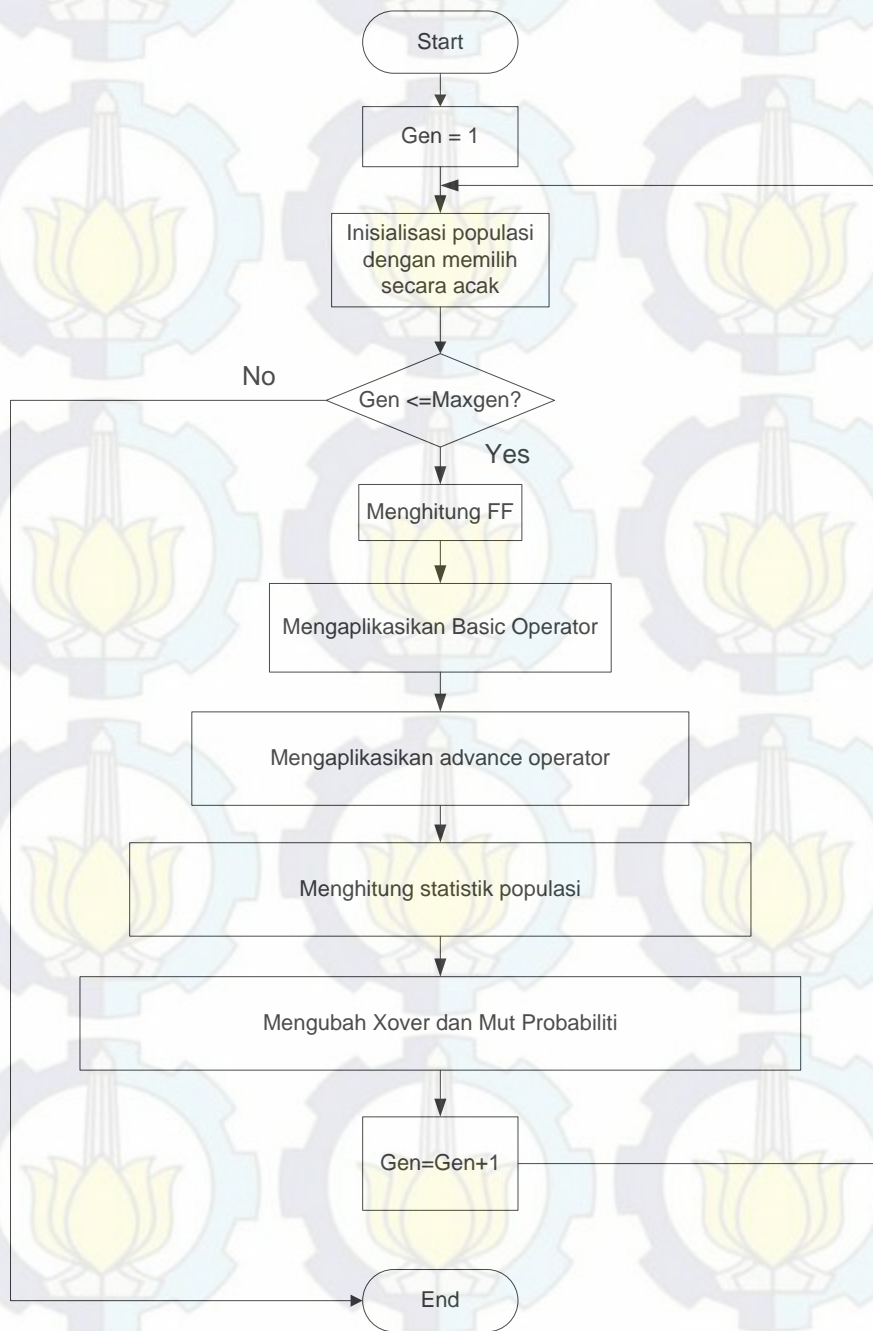 Start
Gen = 1
Inisialisasi populasi
dengan memilih
secara acak
No
Gen <=Maxgen?
Yes
Menghitung FF
Mengaplikasikan Basic Operator
Mengaplikasikan advance operator
Menghitung statistik populasi
Mengubah Xover dan Mut Probabiliti
Gen=Gen+1
End